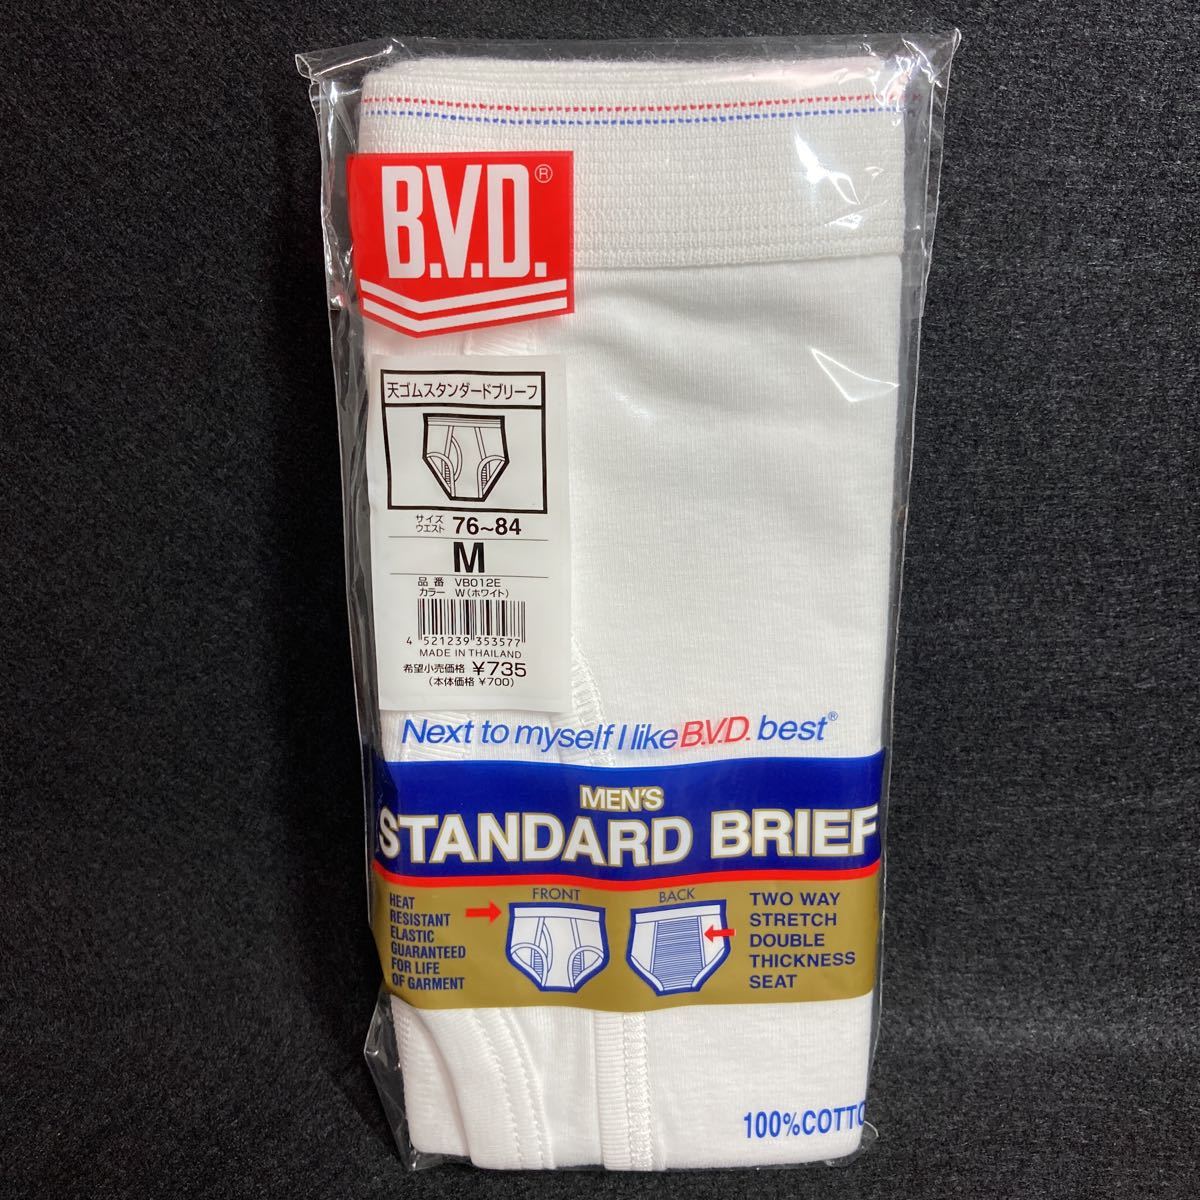 B.V.D.®
天ゴムスタンダードブリーフ
サイズ
ウエスト 76~84
M
品番 VB012E
カラー W(ホワイト)
4 521239 353577
MADE IN THAILAND
希望小売価格 ¥735
(本体価格 ¥700)
Next to myself I like B.V.D. best®
MEN'S
STANDARD BRIEF
HEAT
RESISTANT
ELASTIC
GUARANTEED
FOR LIFE
OF GARMENT
FRONT
BACK
TWO WAY
STRETCH
DOUBLE
THICKNESS
SEAT
100%COTTO